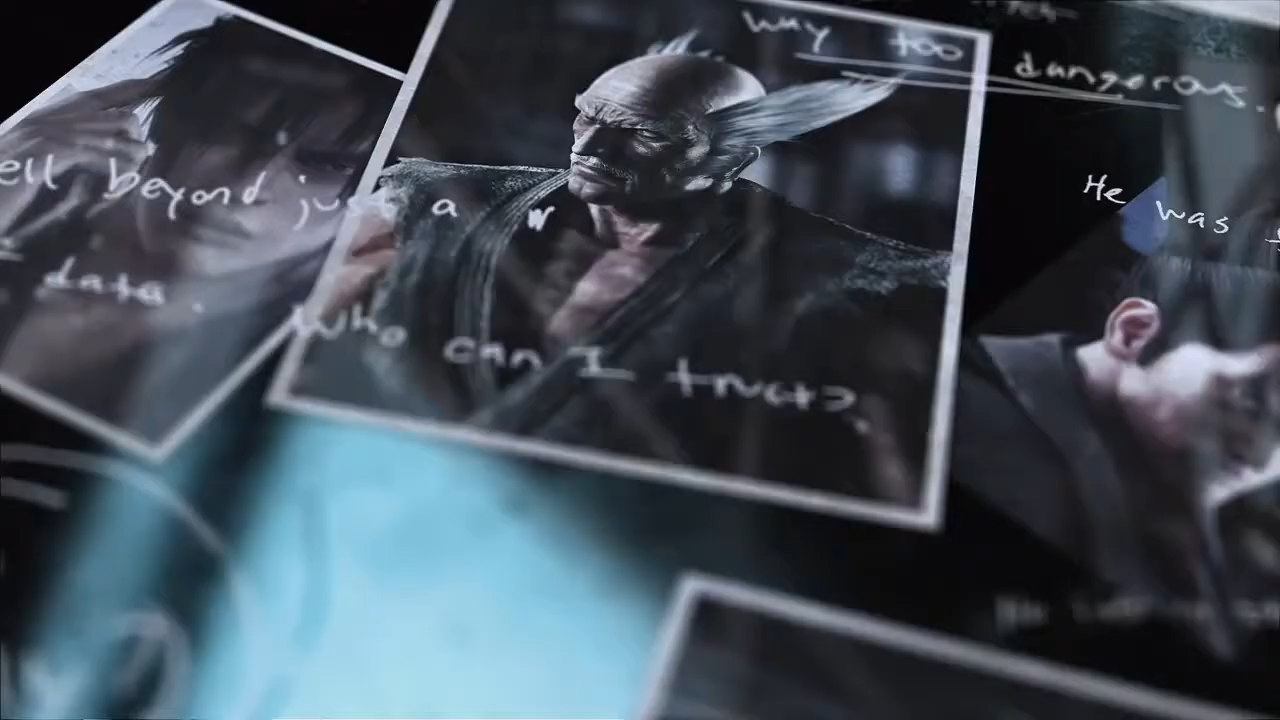 Way too dangerous.
ell beyond just a w
He was
data.
Who can I trust?